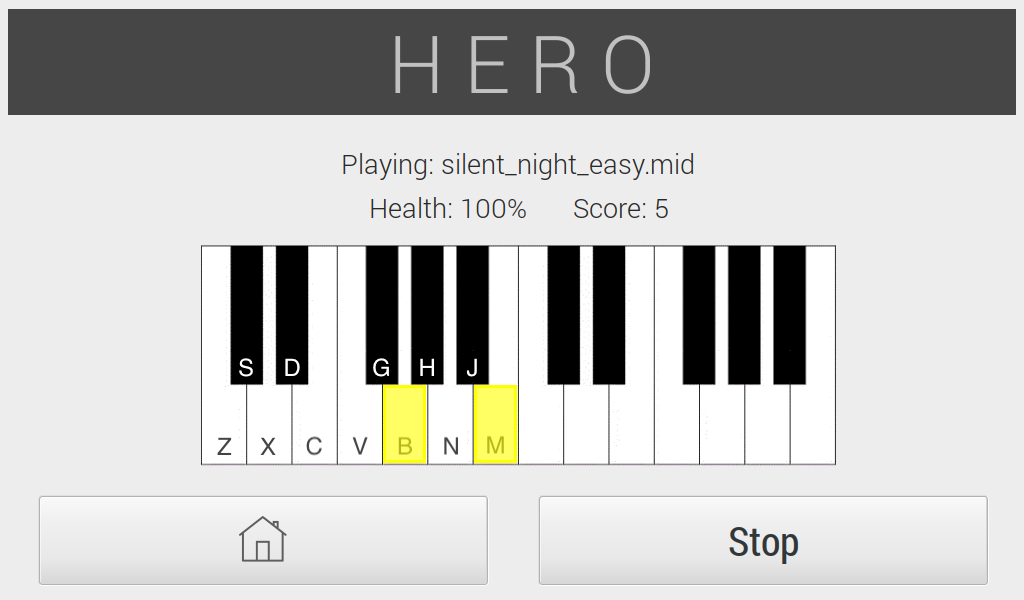 HERO
Playing: silent_night_easy.mid
Health: 100% Score: 5
S D G H J
Z X C V B N M
Stop